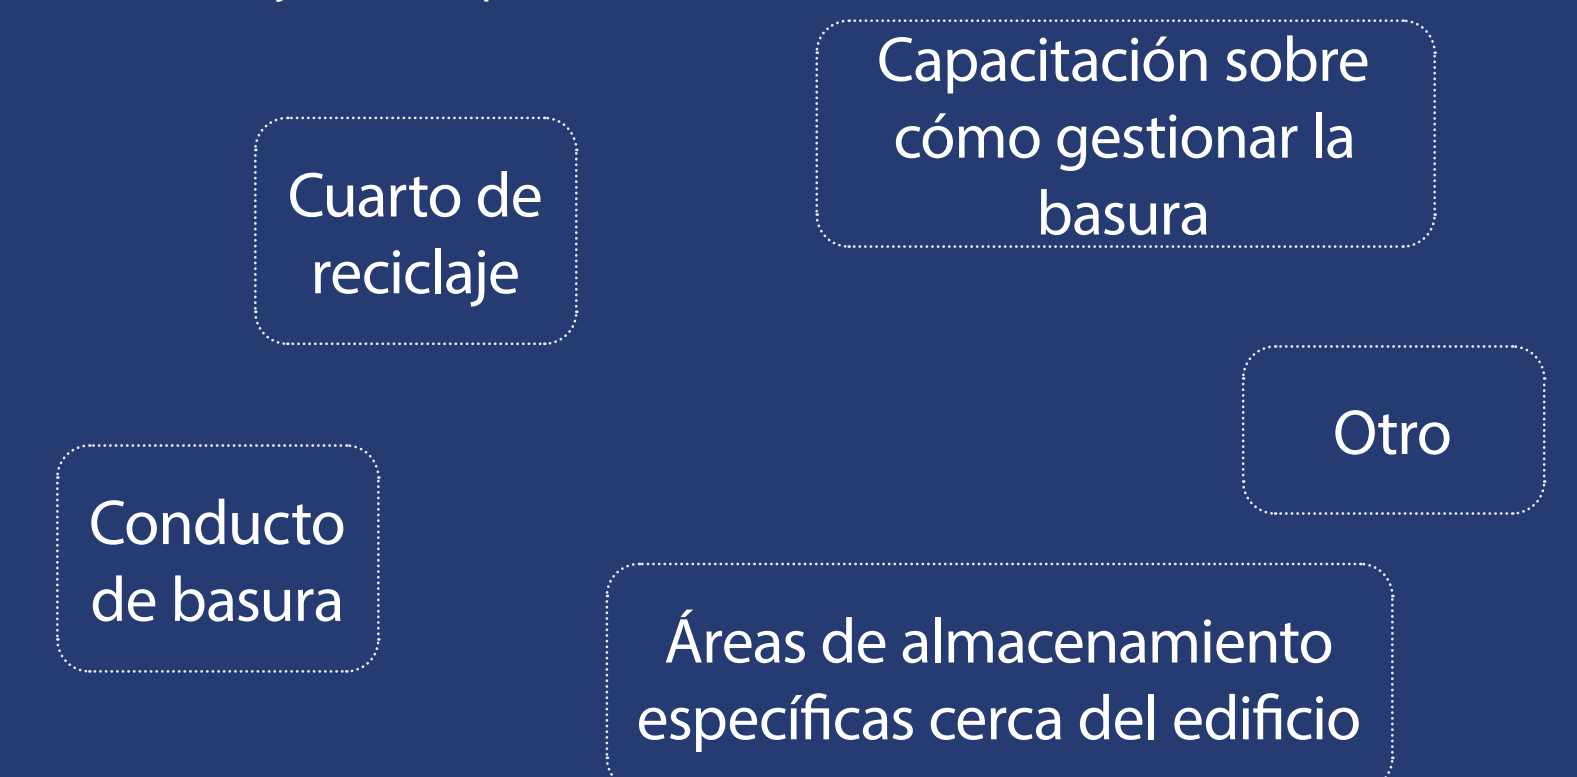 Capacitación sobre
cómo gestionar la
basura
Cuarto de
reciclaje
Otro
Conducto
de basura
Áreas de almacenamiento
específicas cerca del edificio